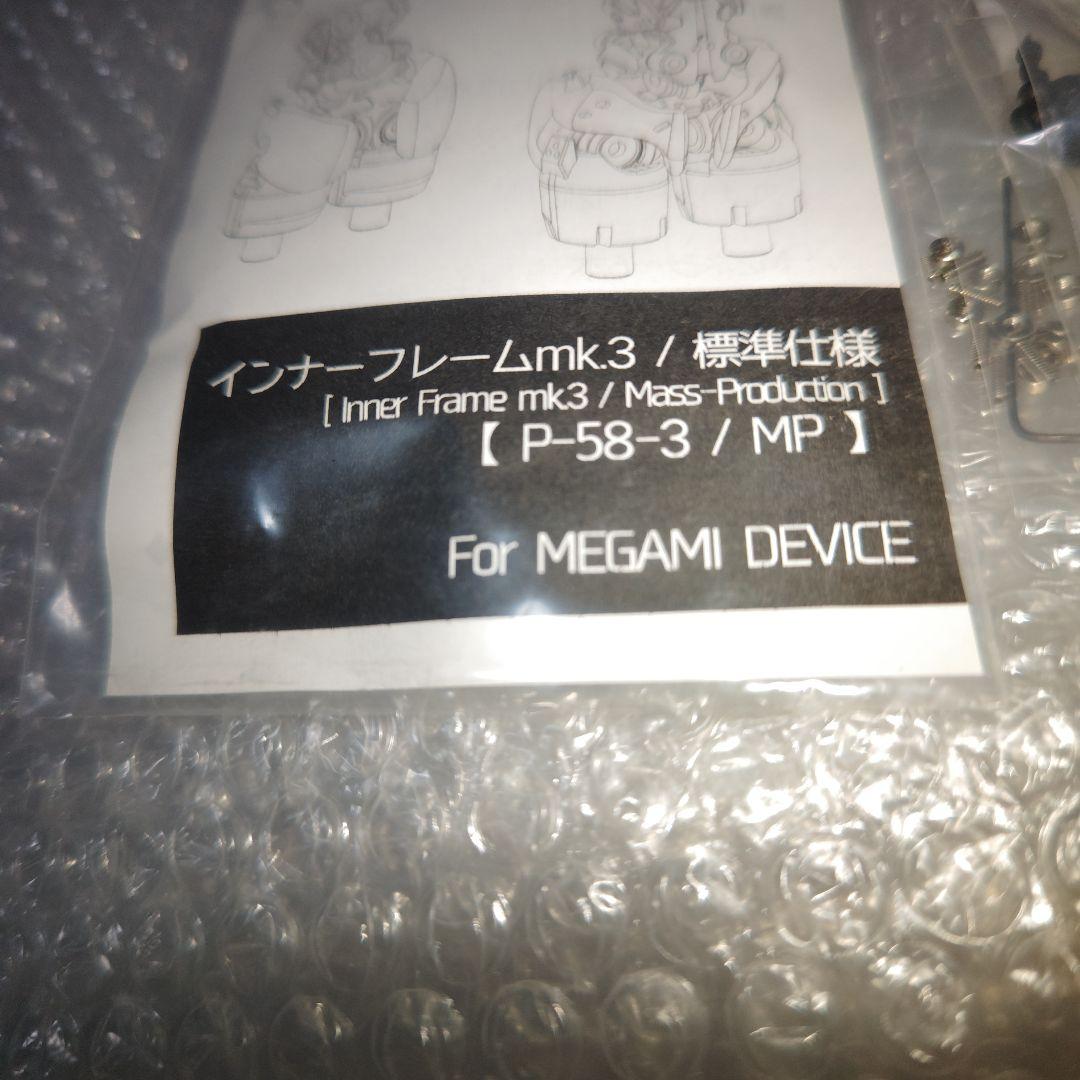 インナーフレームmk.3 / 標準仕様
[ Inner Frame mk.3 / Mass-Production ]
【 P-58-3 / MP 】
For MEGAMI DEVICE